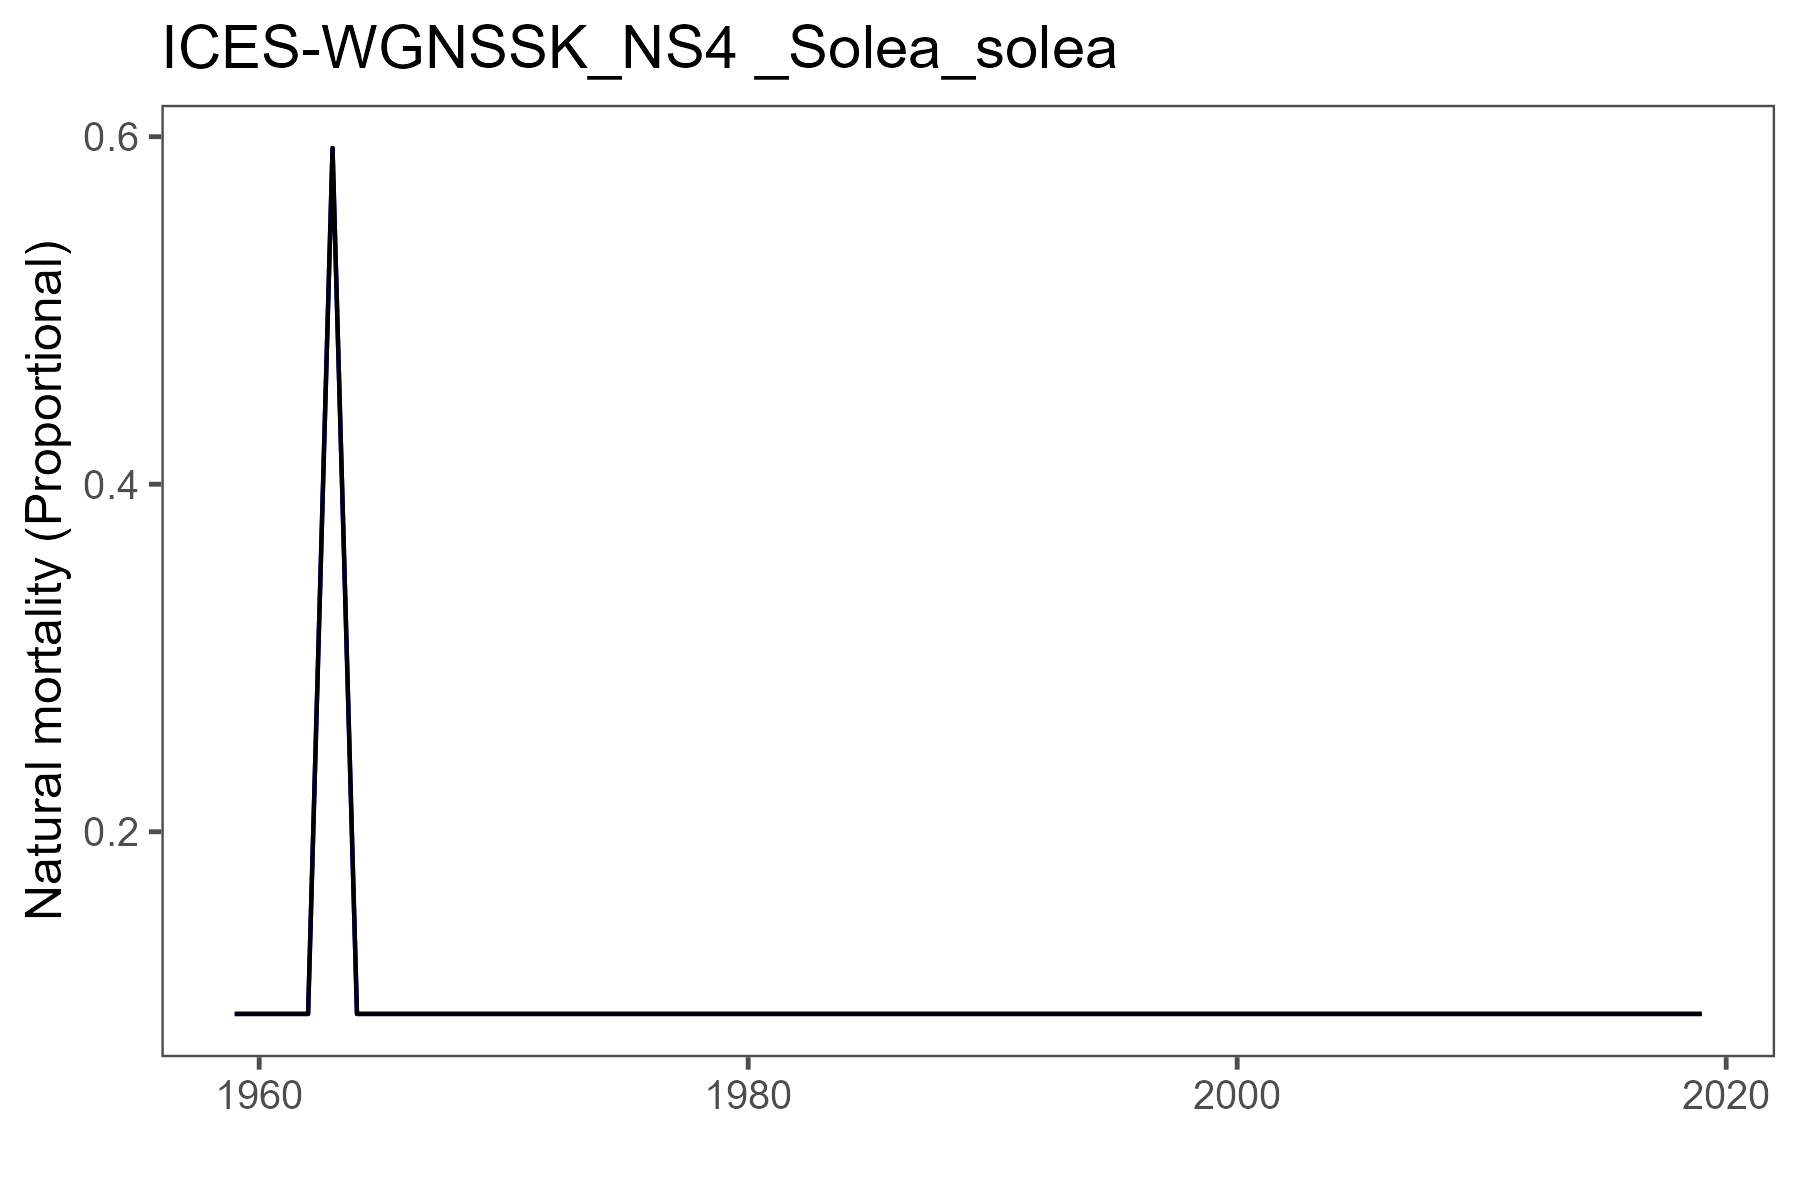 ICES-WGNSSK_NS4 _Solea_solea
Natural mortality (Proportional)
0.6
0.4
0.2
1960 1980 2000 2020